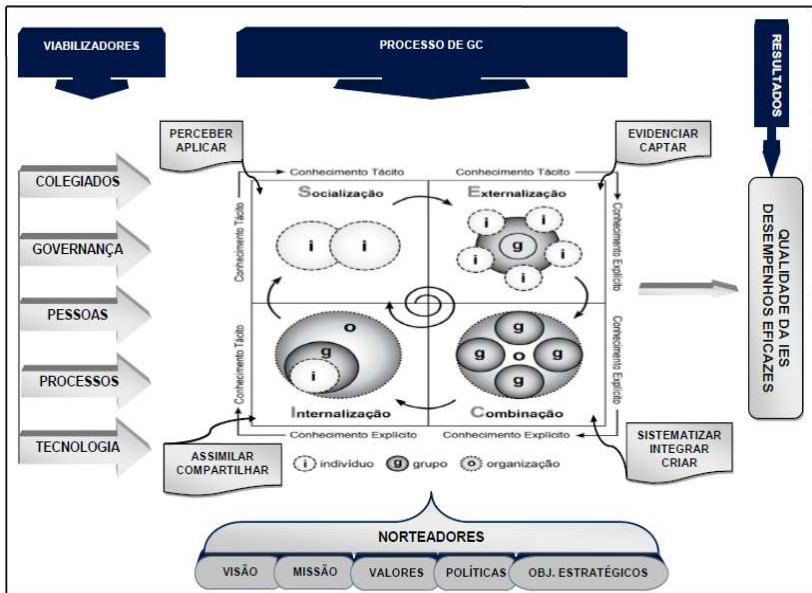 VIABILIZADORES
PROCESSO DE GC
RESULTADOS
PERCEBER
APLICAR
EVIDENCIAR
CAPTAR
Conhecimento Tácito
Conhecimento Tácito
COLEGIADOS
GOVERNANÇA
PESSOAS
PROCESSOS
TECNOLOGIA
Conhecimento Tácito
Socialização
i
i
Externalização
i
i
i
g
i
i
Conhecimento Explícito
Conhecimento Tácito
o
g
i
Internalização
g
g
o
g
g
Combinação
Conhecimento Explícito
Conhecimento Explícito
Conhecimento Explícito
ASSIMILAR
COMPARTILHAR
i indivíduo
g grupo
o organização
SISTEMATIZAR
INTEGRAR
CRIAR
QUALIDADE DA IES
DESEMPENHOS EFICAZES
NORTEADORES
VISÃO
MISSÃO
VALORES
POLÍTICAS
OBJ. ESTRATÉGICOS